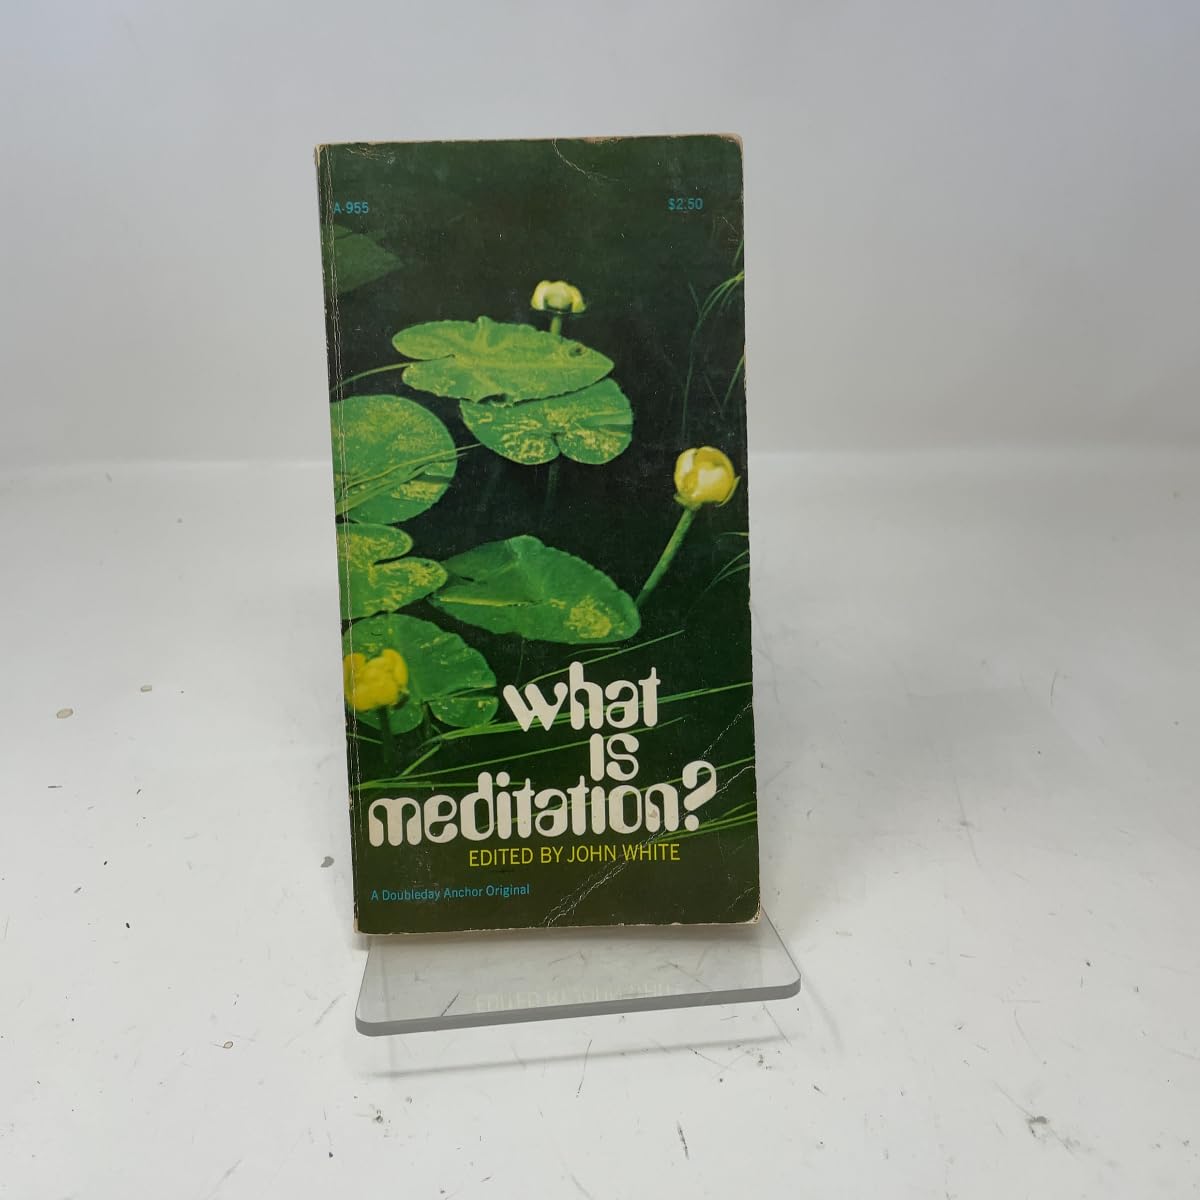 A-955
$2.50
what
is
meditation?
EDITED BY JOHN WHITE
A Doubleday Anchor Original